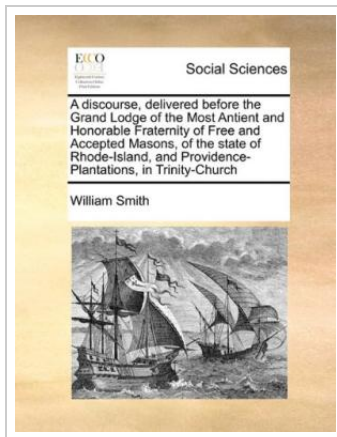 ECCO
Social Sciences
A discourse, delivered before the
Grand Lodge of the Most Antient and
Honorable Fraternity of Free and
Accepted Masons, of the state of
Rhode-Island, and Providence-
Plantations, in Trinity-Church
William Smith